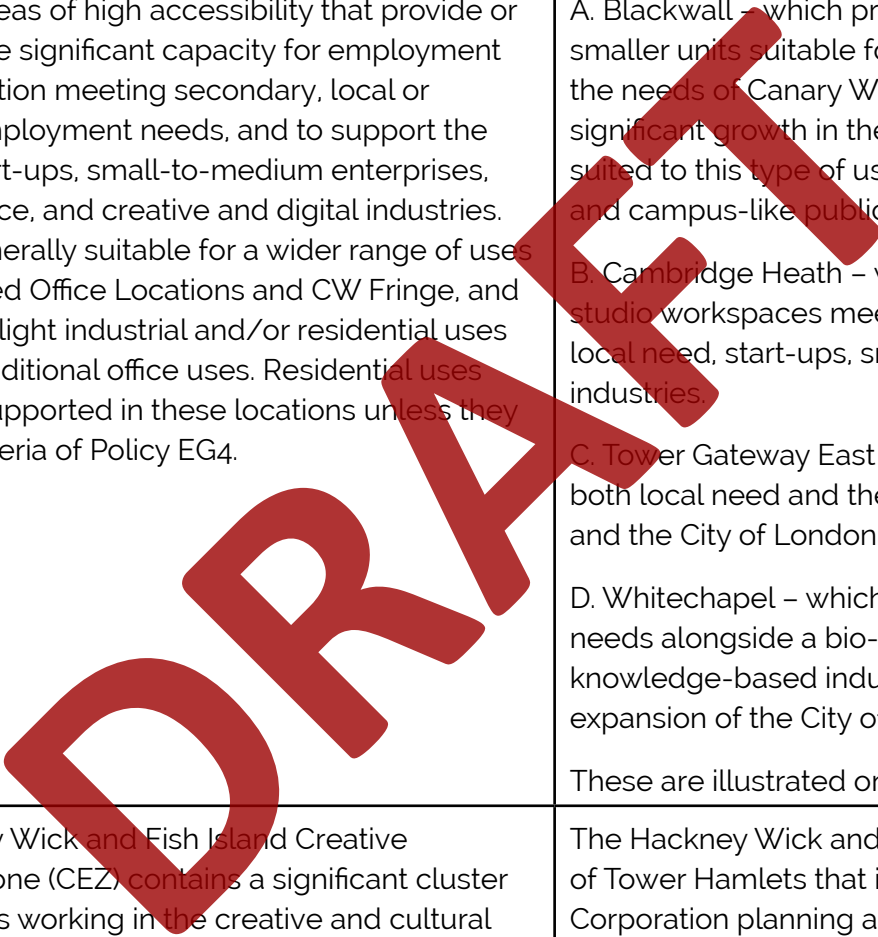 eas of high accessibility that provide or
e significant capacity for employment
tion meeting secondary, local or
ployment needs, and to support the
rt-ups, small-to-medium enterprises,
ce, and creative and digital industries.
nerally suitable for a wider range of uses
ed Office Locations and CW Fringe, and
light industrial and/or residential uses
ditional office uses. Residential uses
upported in these locations unless they
eria of Policy EG4.
A. Blackwall – which pr
smaller units suitable fo
the needs of Canary W
significant growth in the
suited to this type of us
and campus-like public
B. Cambridge Heath –
studio workspaces mee
local need, start-ups, sr
industries.
C. Tower Gateway East
both local need and the
and the City of London
D. Whitechapel – which
needs alongside a bio-
knowledge-based indu
expansion of the City o
These are illustrated or
y Wick and Fish Island Creative
one (CEZ) contains a significant cluster
s working in the creative and cultural
The Hackney Wick and
of Tower Hamlets that i
Corporation planning a
DRAFT